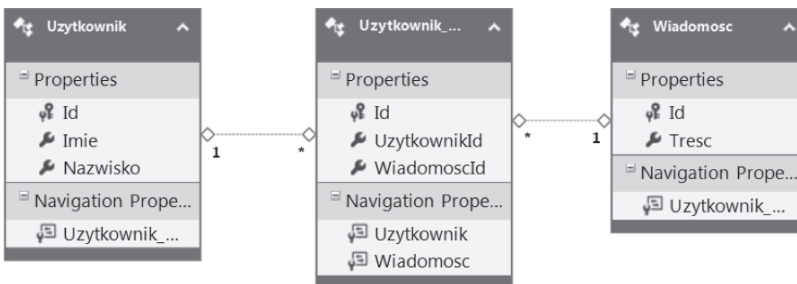 Uzytkownik
Properties
Id
Imie
Nazwisko
Navigation Prope...
Uzytkownik_...
1
*
Uzytkownik_...
Properties
Id
UzytkownikId
WiadomoscId
Navigation Prope...
Uzytkownik
Wiadomosc
*
1
Wiadomosc
Properties
Id
Tresc
Navigation Prope...
Uzytkownik_...